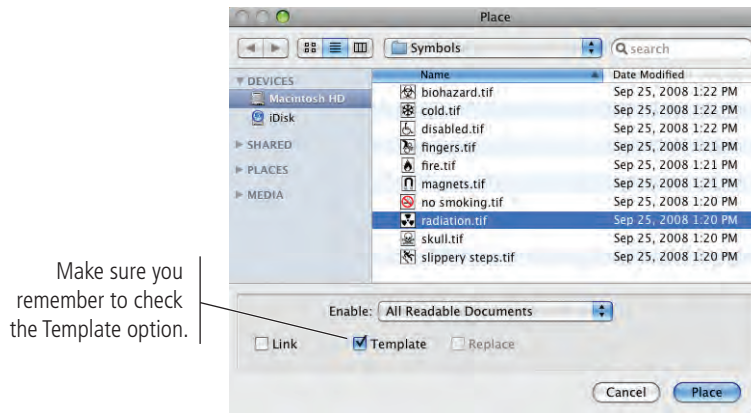 Place
Symbols
search
Name Date Modified
DEVICES
Macintosh HD
iDisk
SHARED
PLACES
MEDIA
biohazard.tif Sep 25, 2008 1:22 PM
cold.tif Sep 25, 2008 1:22 PM
disabled.tif Sep 25, 2008 1:22 PM
fingers.tif Sep 25, 2008 1:21 PM
fire.tif Sep 25, 2008 1:21 PM
magnets.tif Sep 25, 2008 1:21 PM
no smoking.tif Sep 25, 2008 1:20 PM
radiation.tif Sep 25, 2008 1:20 PM
skull.tif Sep 25, 2008 1:20 PM
slippery steps.tif Sep 25, 2008 1:20 PM
Make sure you
remember to check
the Template option.
Enable: All Readable Documents
Link Template Replace
Cancel Place